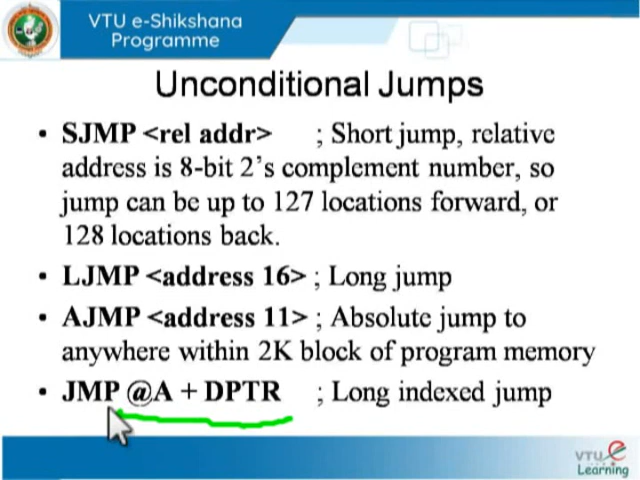 VTU e-Shikshana
Programme
Unconditional Jumps
• SJMP <rel addr> ; Short jump, relative
address is 8-bit 2's complement number, so
jump can be up to 127 locations forward, or
128 locations back.
• LJMP <address 16> ; Long jump
• AJMP <address 11> ; Absolute jump to
anywhere within 2K block of program memory
• JMP @A + DPTR ; Long indexed jump
VTU e
Learning